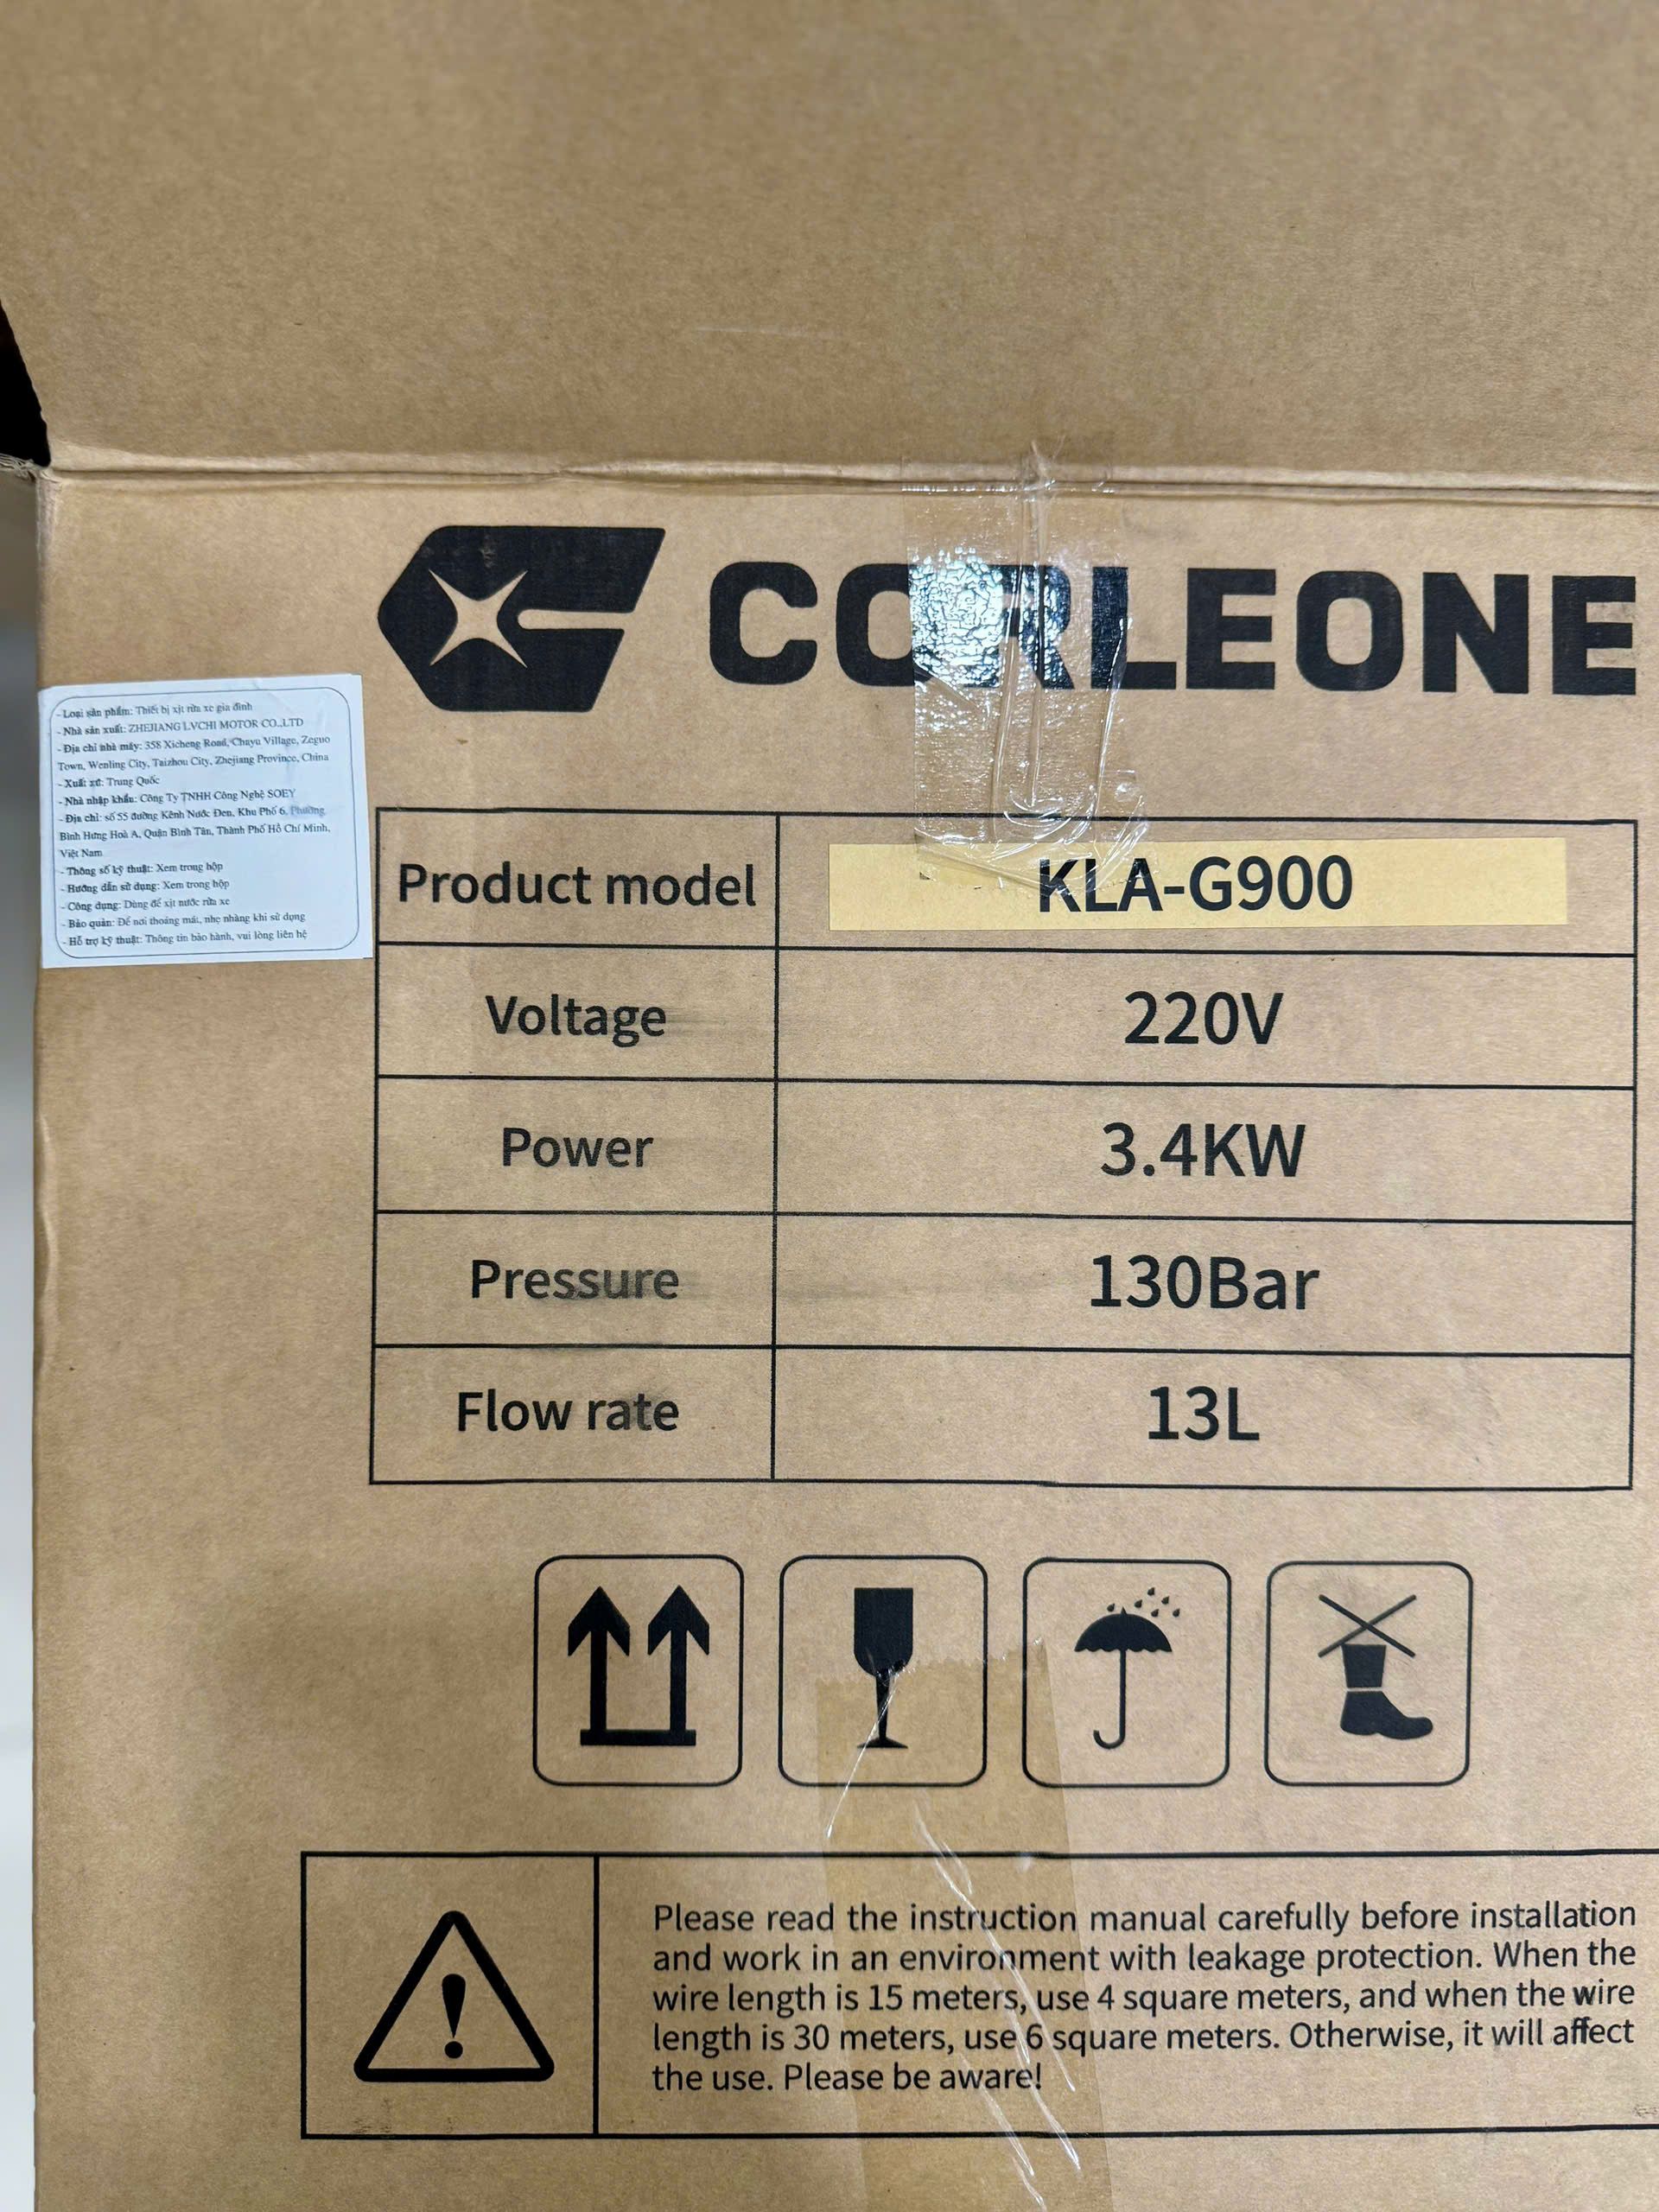 CORLEONE
- Loại sản phẩm: Thiết bị xịt rửa xe gia đình
- Nhà sản xuất: ZHEJIANG LVCHI MOTOR CO.,LTD
- Địa chỉ nhà máy: 358 Xicheng Road, Chayu Village, Zeguo
Town, Wenling City, Taizhou City, Zhejiang Province, China
- Xuất xứ: Trung Quốc
- Nhà nhập khẩu: Công Ty TNHH Công Nghệ SOEY
- Địa chỉ: số 55 đường Kênh Nước Đen, Khu Phố 6, Phường
Bình Hưng Hoà A, Quận Bình Tân, Thành Phố Hồ Chí Minh,
Việt Nam
- Thông số kỹ thuật: Xem trong hộp
- Hướng dẫn sử dụng: Xem trong hộp
- Công dụng: Dùng để xịt nước rửa xe
- Bảo quản: Để nơi thoáng mát, nhẹ nhàng khi sử dụng
- Hỗ trợ kỹ thuật: Thông tin bảo hành, vui lòng liên hệ
Product model KLA-G900
Voltage 220V
Power 3.4KW
Pressure 130Bar
Flow rate 13L
Please read the instruction manual carefully before installation
and work in an environment with leakage protection. When the
wire length is 15 meters, use 4 square meters, and when the wire
length is 30 meters, use 6 square meters. Otherwise, it will affect
the use. Please be aware!